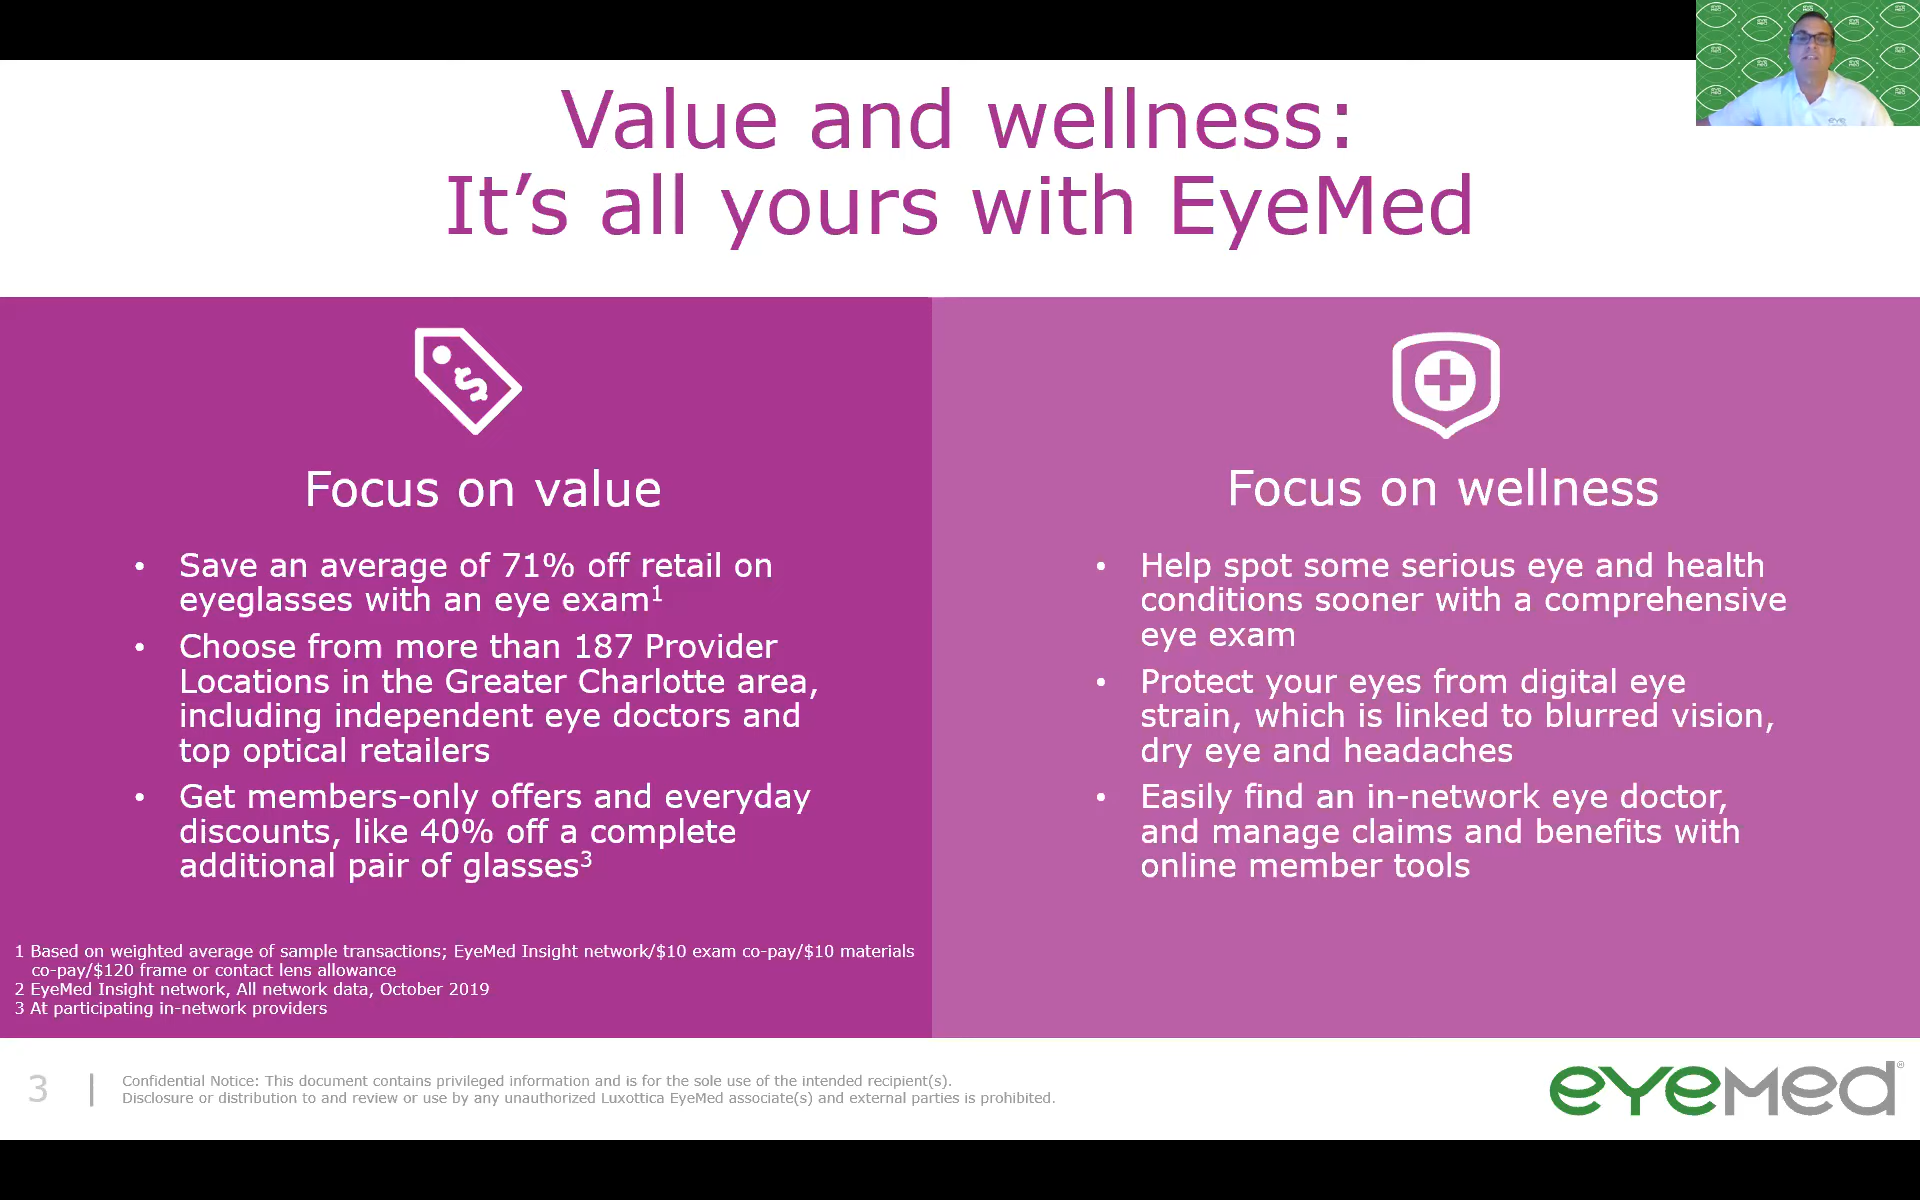 Value and wellness:
It’s all yours with EyeMed
Focus on value
• Save an average of 71% off retail on
eyeglasses with an eye exam1
• Choose from more than 187 Provider
Locations in the Greater Charlotte area,
including independent eye doctors and
top optical retailers
• Get members-only offers and everyday
discounts, like 40% off a complete
additional pair of glasses3
1 Based on weighted average of sample transactions; EyeMed Insight network/$10 exam co-pay/$10 materials
co-pay/$120 frame or contact lens allowance
2 EyeMed Insight network, All network data, October 2019
3 At participating in-network providers
Focus on wellness
• Help spot some serious eye and health
conditions sooner with a comprehensive
eye exam
• Protect your eyes from digital eye
strain, which is linked to blurred vision,
dry eye and headaches
• Easily find an in-network eye doctor,
and manage claims and benefits with
online member tools
3
Confidential Notice: This document contains privileged information and is for the sole use of the intended recipient(s).
Disclosure or distribution to and review or use by any unauthorized Luxottica EyeMed associate(s) and external parties is prohibited.
eyemed®